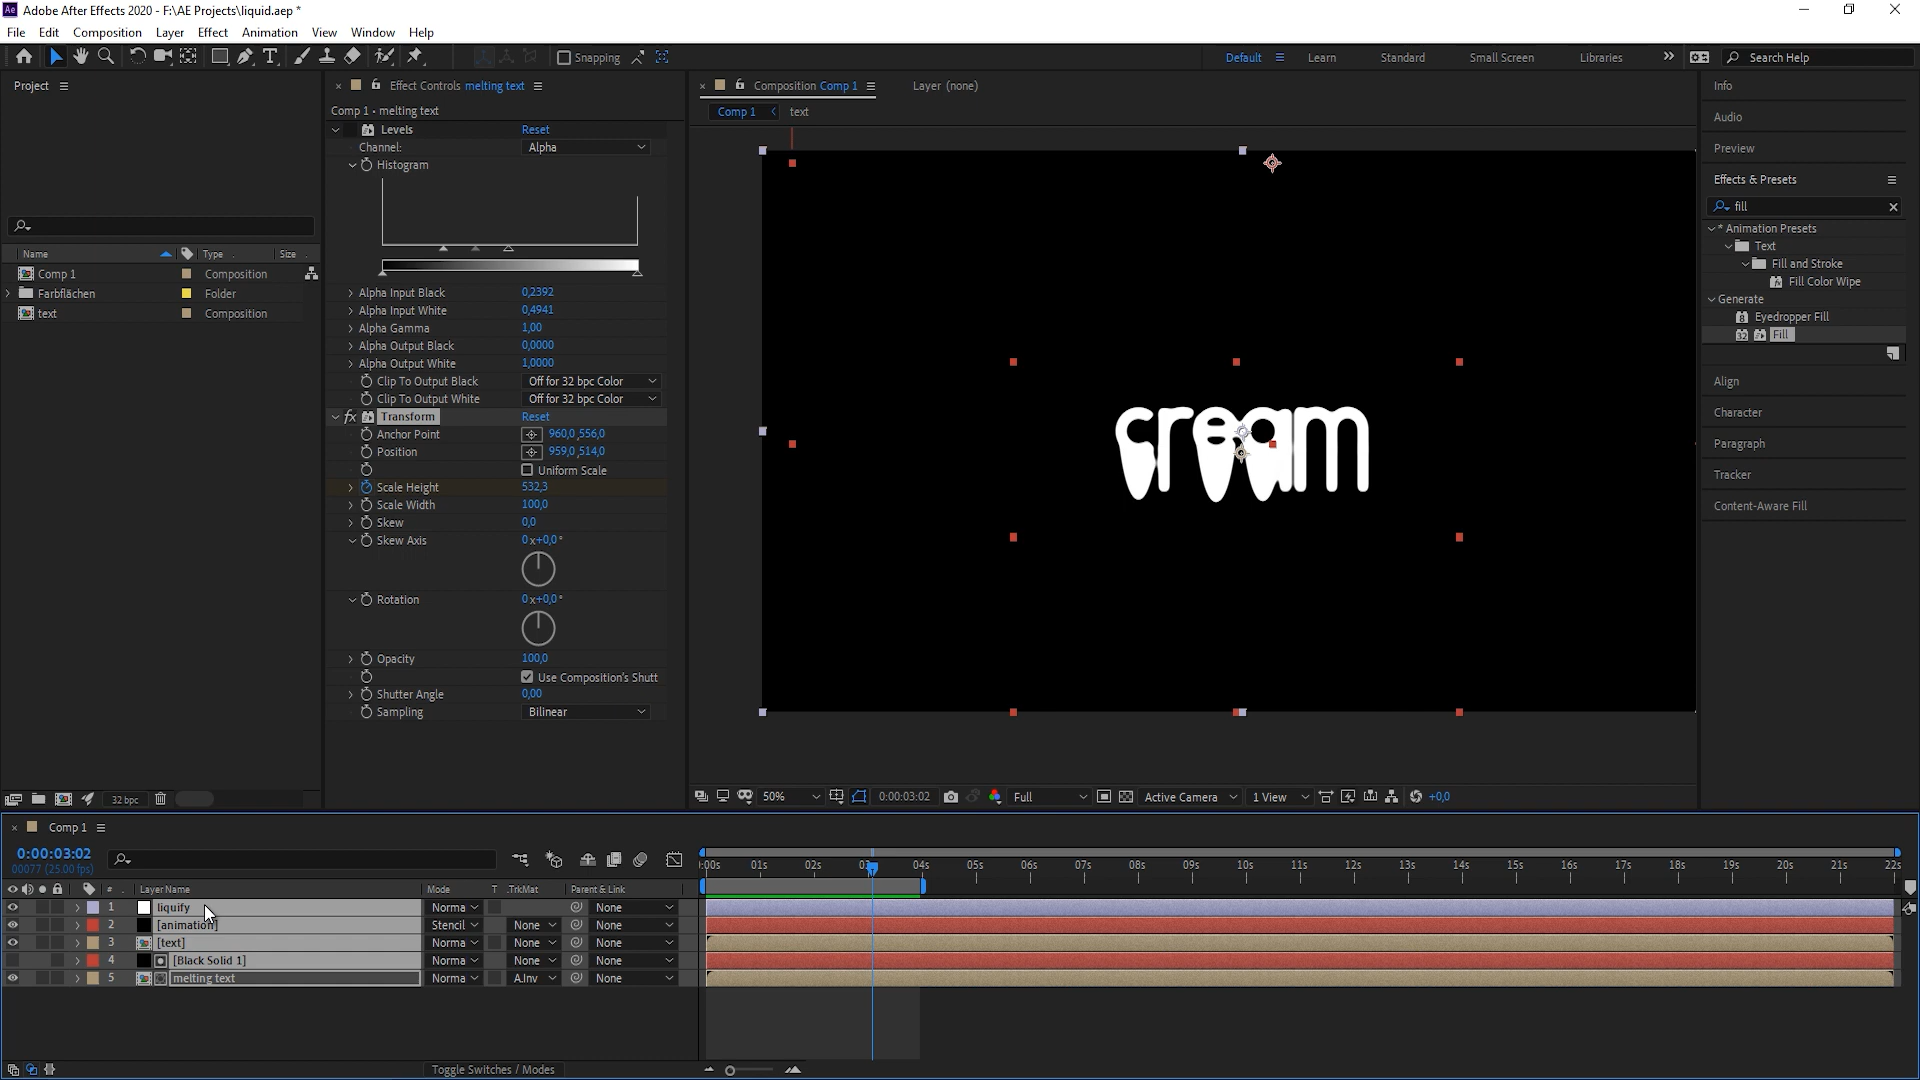 Adobe After Effects 2020 - F:\AE Projects\liquid.aep *
File Edit Composition Layer Effect Animation View Window Help
Snapping Default Learn Standard Small Screen Libraries Search Help
Project
Name Type Size
Comp 1 Composition
Farbflächen Folder
text Composition
32 bpc
Effect Controls melting text
Comp 1 • melting text
Levels Reset
Channel: Alpha
Histogram
Alpha Input Black 0,2392
Alpha Input White 0,4941
Alpha Gamma 1,00
Alpha Output Black 0,0000
Alpha Output White 1,0000
Clip To Output Black Off for 32 bpc Color
Clip To Output White Off for 32 bpc Color
fx Transform Reset
Anchor Point 960,0 ,556,0
Position 959,0 ,514,0
Uniform Scale
Scale Height 532,3
Scale Width 100,0
Skew 0,0
Skew Axis 0x+0,0°
Rotation 0x+0,0°
Opacity 100,0
Use Composition's Shutt
Shutter Angle 0,00
Sampling Bilinear
Composition Comp 1 Layer (none)
Comp 1 text
cream
50% 0:00:03:02 Full Active Camera 1 View +0,0
Info
Audio
Preview
Effects & Presets
fill
* Animation Presets
Text
Fill and Stroke
Fill Color Wipe
Generate
Eyedropper Fill
Fill
Align
Character
Paragraph
Tracker
Content-Aware Fill
Comp 1
0:00:03:02
00077 (25.00 fps)
# Layer Name Mode T .TrkMat Parent & Link
1 liquify Norma None
2 [animation] Stencil None None
3 [text] Norma None None
4 [Black Solid 1] Norma None None
5 melting text Norma A.Inv None
:00s 01s 02s 04s 05s 06s 07s 08s 09s 10s 11s 12s 13s 14s 15s 16s 17s 18s 19s 20s 21s 22s
Toggle Switches / Modes